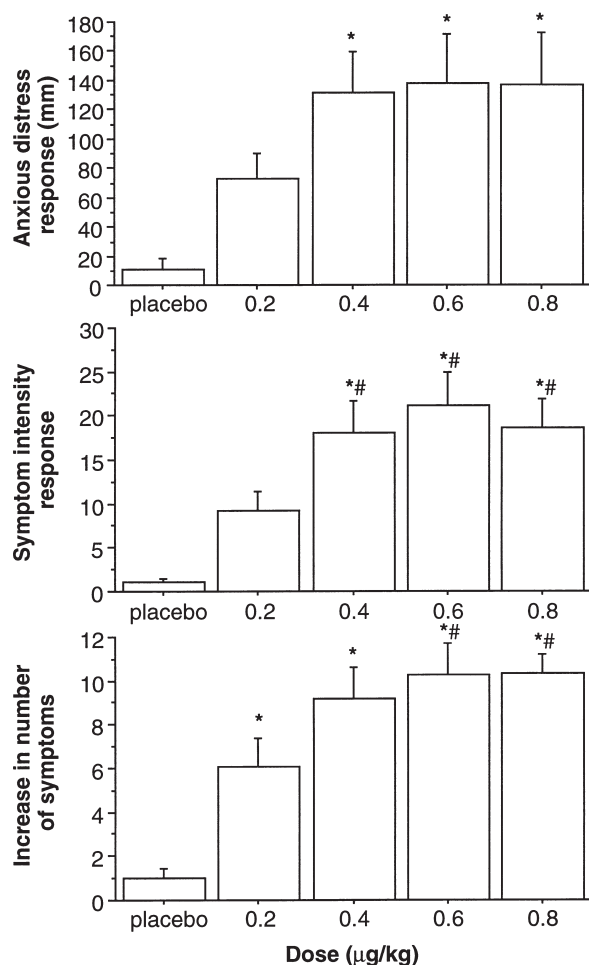 Anxious distress
response (mm)
180
160
140
120
100
80
60
40
20
0
* * *
placebo 0.2 0.4 0.6 0.8
Symptom intensity
response
30
25
20
15
10
5
0
*# *# *#
placebo 0.2 0.4 0.6 0.8
Increase in number
of symptoms
12
10
8
6
4
2
0
* * *# *#
placebo 0.2 0.4 0.6 0.8
Dose (µg/kg)